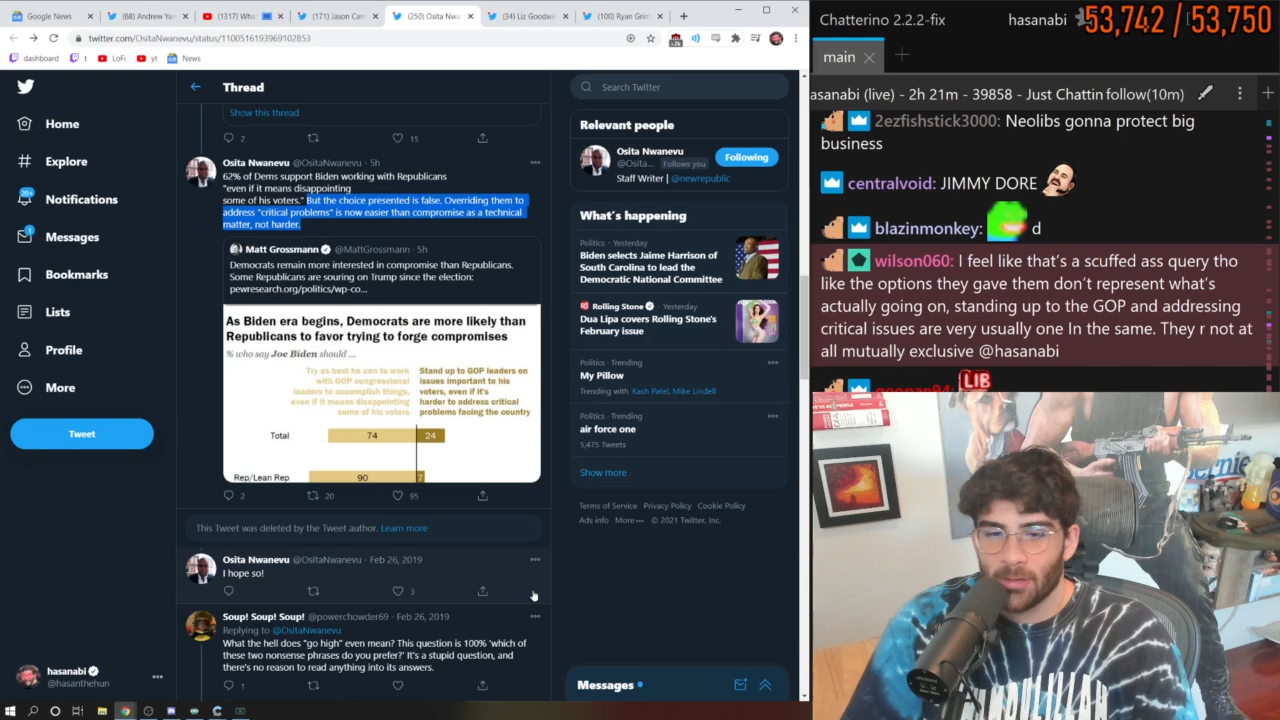 Google News
(68) Andrew Yan
(1317) What
(171) Jason Cam
(250) Osita Nwa
(34) Liz Goodwin
(100) Ryan Grim
twitter.com/OsitaNwanevu/status/1100516193969102853
dashboard
t
LoFi
yt
News
Home
Explore
20+
Notifications
1
Messages
Bookmarks
Lists
Profile
More
Tweet
hasanabi
@hasanthehun
Thread
Show this thread
2
15
Osita Nwanevu @OsitaNwanevu · 5h
62% of Dems support Biden working with Republicans
"even if it means disappointing
some of his voters." But the choice presented is false. Overriding them to
address "critical problems" is now easier than compromise as a technical
matter, not harder.
Matt Grossmann @MattGrossmann · 5h
Democrats remain more interested in compromise than Republicans.
Some Republicans are souring on Trump since the election:
pewresearch.org/politics/wp-co...
As Biden era begins, Democrats are more likely than
Republicans to favor trying to forge compromises
% who say Joe Biden should ...
Try as best he can to work
with GOP congressional
leaders to accomplish things,
even if it means disappointing
some of his voters
Stand up to GOP leaders on
issues important to his
voters, even if it's
harder to address critical
problems facing the country
Total
74
24
Rep/Lean Rep
90
7
2
20
95
This Tweet was deleted by the Tweet author. Learn more
Osita Nwanevu @OsitaNwanevu · Feb 26, 2019
I hope so!
3
Soup! Soup! Soup! @powerchowder69 · Feb 26, 2019
Replying to @OsitaNwanevu
What the hell does "go high" even mean? This question is 100% 'which of
these two nonsense phrases do you prefer?' It's a stupid question, and
there's no reason to read anything into its answers.
1
Search Twitter
Relevant people
Osita Nwanevu
@Osita... Follows you
Following
Staff Writer | @newrepublic
What's happening
Politics · Yesterday
Biden selects Jaime Harrison of
South Carolina to lead the
Democratic National Committee
Rolling Stone · Yesterday
Dua Lipa covers Rolling Stone's
February issue
Politics · Trending
My Pillow
Trending with Kash Patel, Mike Lindell
Politics · Trending
air force one
5,475 Tweets
Show more
Terms of Service Privacy Policy Cookie Policy
Ads info More © 2021 Twitter, Inc.
Messages
Chatterino 2.2.2-fix
hasanabi
53,742 / 53,750
main
asanabi (live) - 2h 21m - 39858 - Just Chattin follow(10m)
2ezfishstick3000: Neolibs gonna protect big
business
centralvoid: JIMMY DORE
blazinmonkey: d
wilson060: I feel like that's a scuffed ass query tho
like the options they gave them don't represent what's
actually going on, standing up to the GOP and addressing
critical issues are very usually one In the same. They r not at
all mutually exclusive @hasanabi
LIB
Bernie